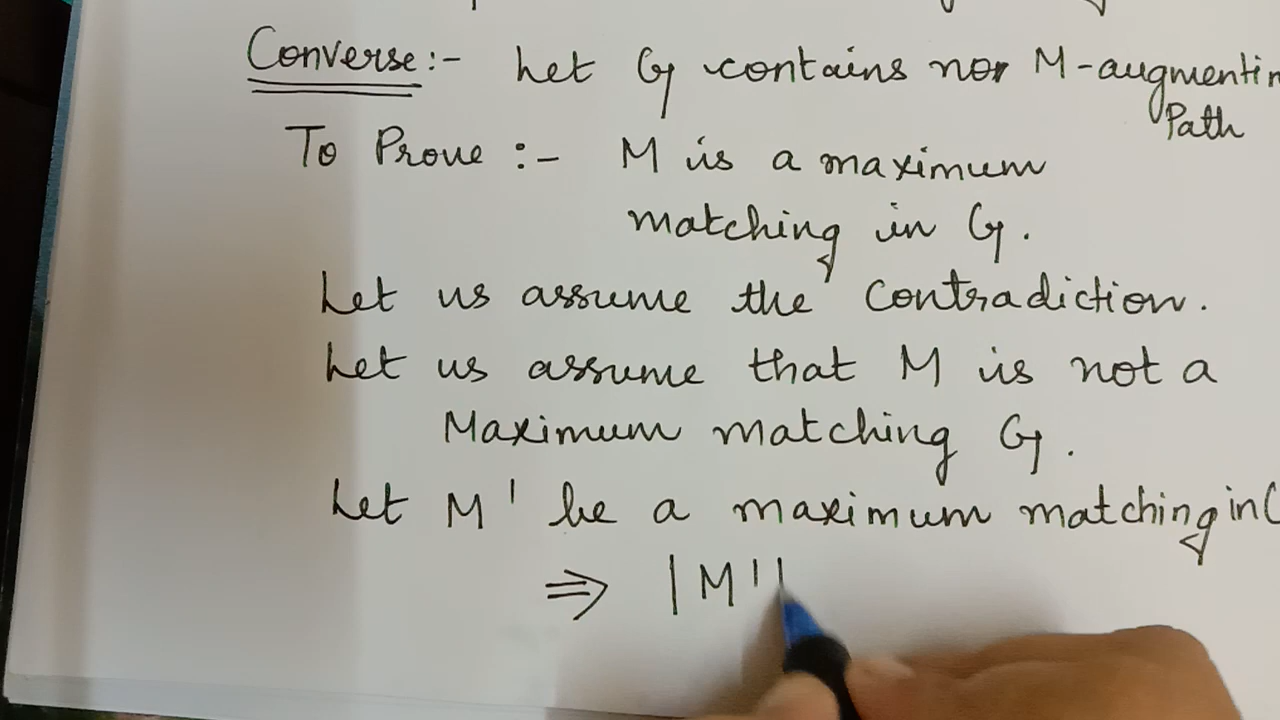 Converse:- Let G contains nor M-augmentin
Path
To Prove :- M is a maximum
matching in G.
Let us assume the contradiction.
Let us assume that M is not a
Maximum matching G.
Let M' be a maximum matching in G
⇒ |M'|